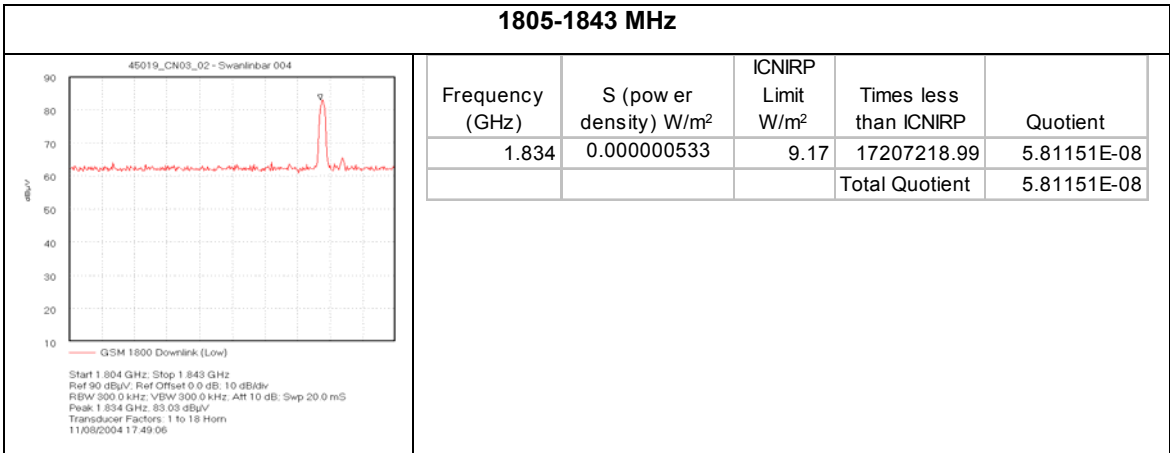 1805-1843 MHz
45019_CN03_02 - Swanlinbar 004
90
80
70
60
50
40
30
20
10
dBµV
GSM 1800 Downlink (Low)
Start 1.804 GHz; Stop 1.843 GHz
Ref 90 dBµV; Ref Offset 0.0 dB; 10 dB/div
RBW 300.0 kHz; VBW 300.0 kHz; Att 10 dB; Swp 20.0 mS
Peak 1.834 GHz, 83.03 dBµV
Transducer Factors: 1 to 18 Horn
11/08/2004 17:49:06
Frequency (GHz) S (pow er density) W/m² ICNIRP Limit W/m² Times less than ICNIRP Quotient
1.834 0.000000533 9.17 17207218.99 5.81151E-08
Total Quotient 5.81151E-08